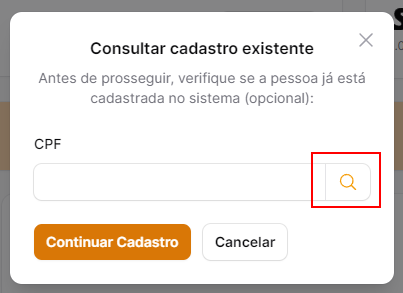 Consultar cadastro existente
Antes de prosseguir, verifique se a pessoa já está
cadastrada no sistema (opcional):
CPF
Continuar Cadastro
Cancelar